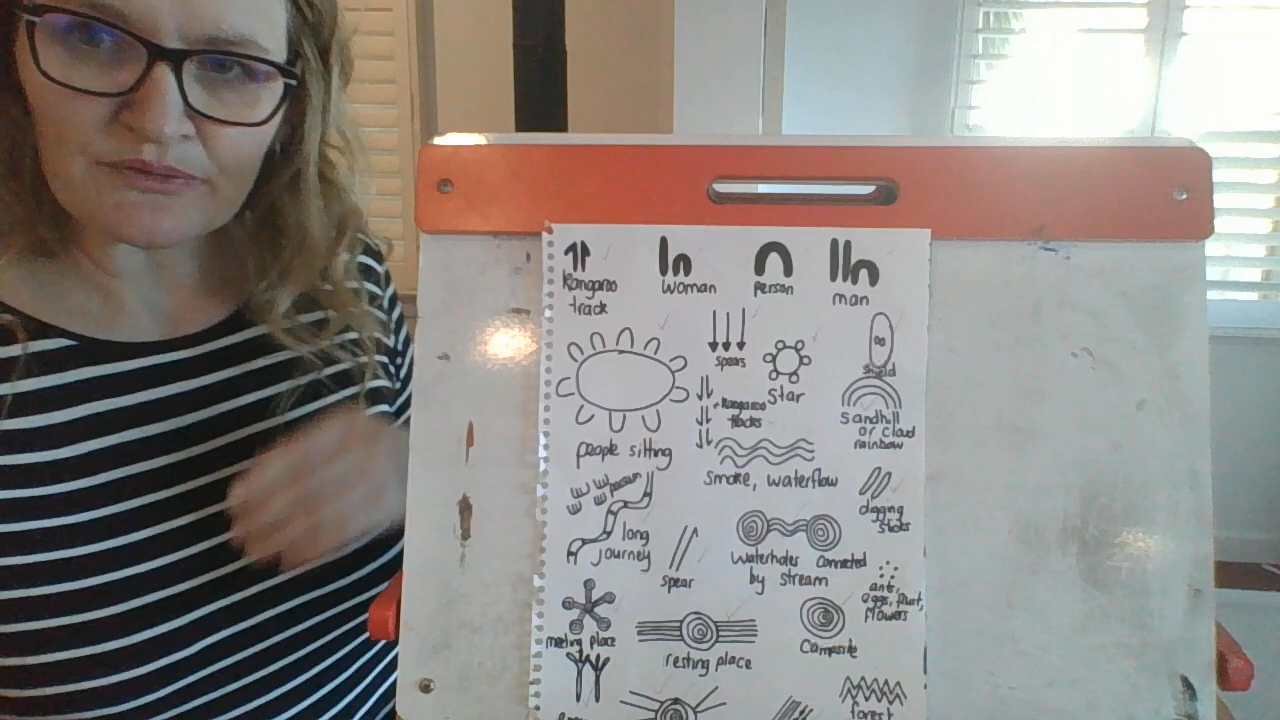 Kangaroo
track
woman
person
man
spears
star
shield
Kangaroo
tracks
sandhill
or cloud
rainbow
people sitting
smoke, waterflow
person
digging
sticks
long
journey
spear
waterholes connected
by stream
ants,
eggs, fruit,
flowers
meeting place
resting place
Campsite
forest